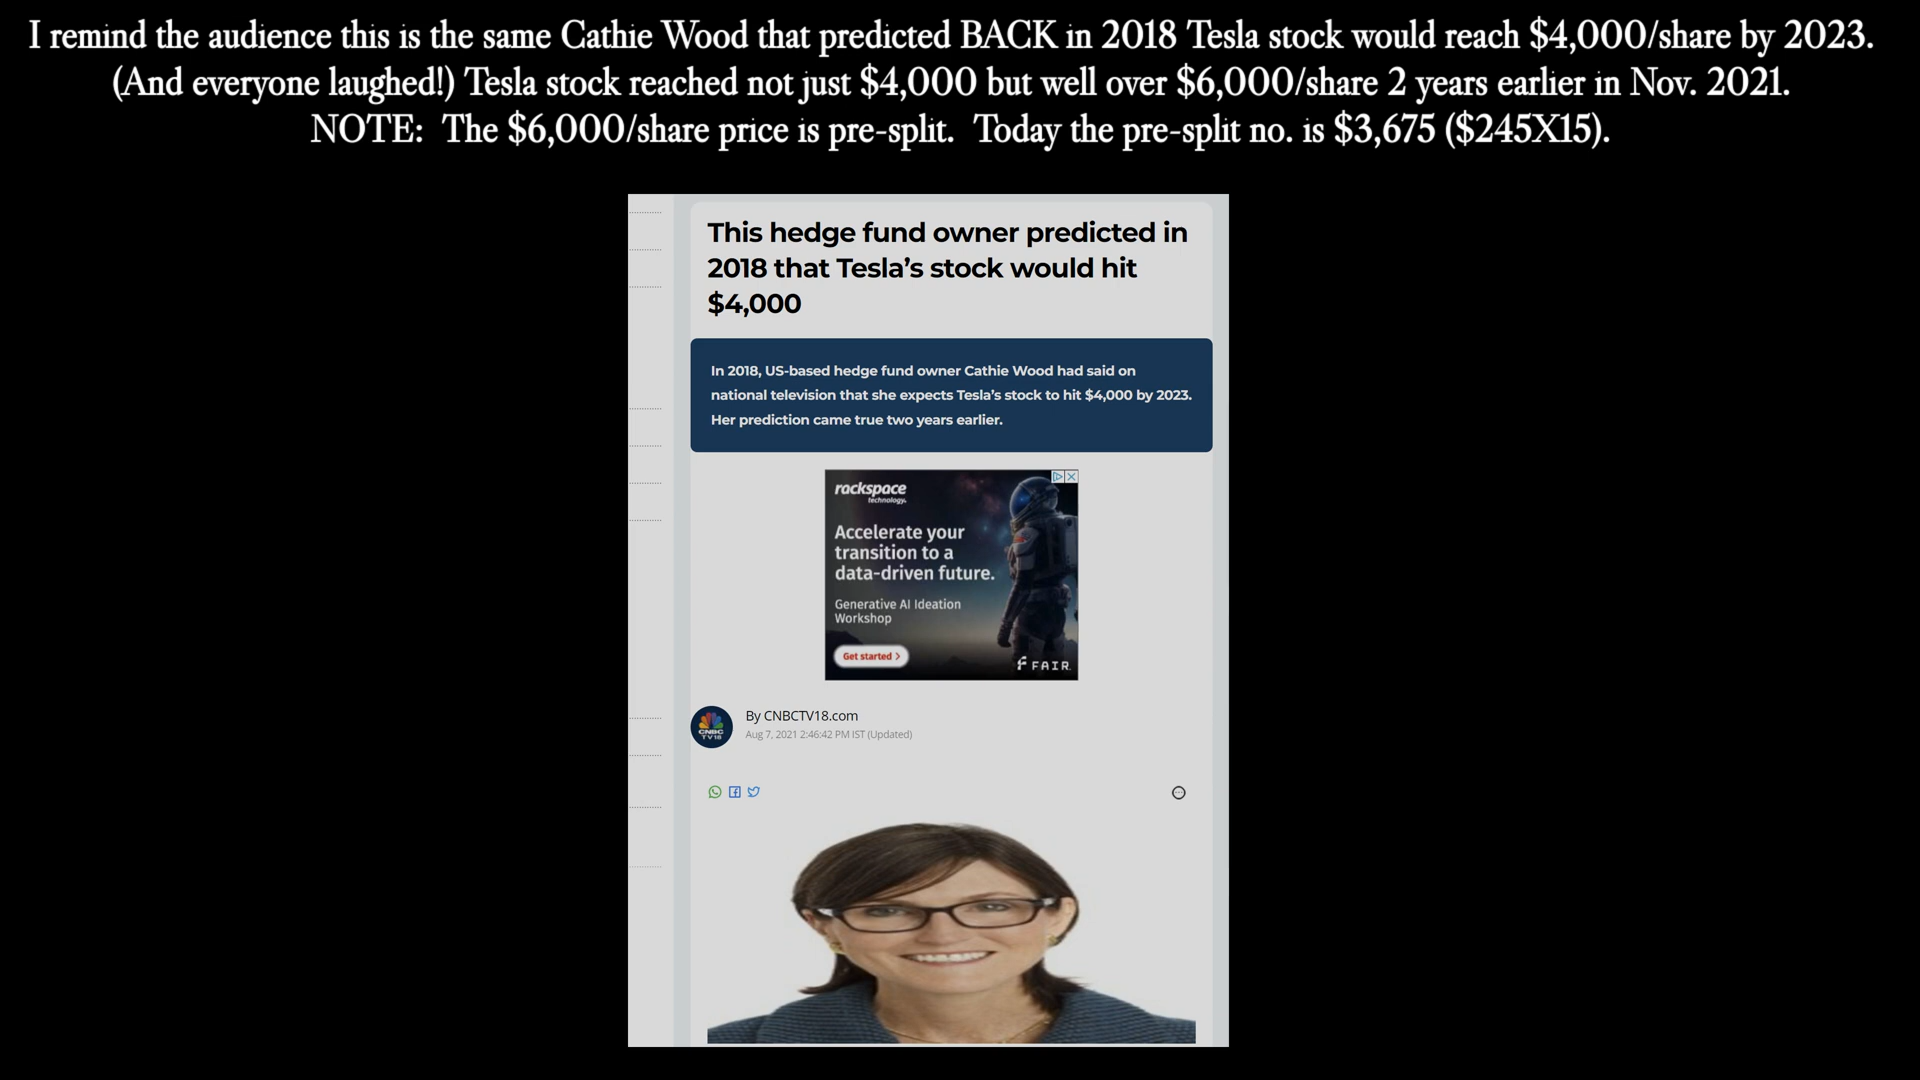 I remind the audience this is the same Cathie Wood that predicted BACK in 2018 Tesla stock would reach $4,000/share by 2023.
(And everyone laughed!) Tesla stock reached not just $4,000 but well over $6,000/share 2 years earlier in Nov. 2021.
NOTE: The $6,000/share price is pre-split. Today the pre-split no. is $3,675 ($245X15).
This hedge fund owner predicted in
2018 that Tesla’s stock would hit
$4,000
In 2018, US-based hedge fund owner Cathie Wood had said on
national television that she expects Tesla’s stock to hit $4,000 by 2023.
Her prediction came true two years earlier.
rackspace
technology.
Accelerate your
transition to a
data-driven future.
Generative AI Ideation
Workshop
Get started >
FAIR
CNBC
TV18
By CNBCTV18.com
Aug 7, 2021 2:46:42 PM IST (Updated)